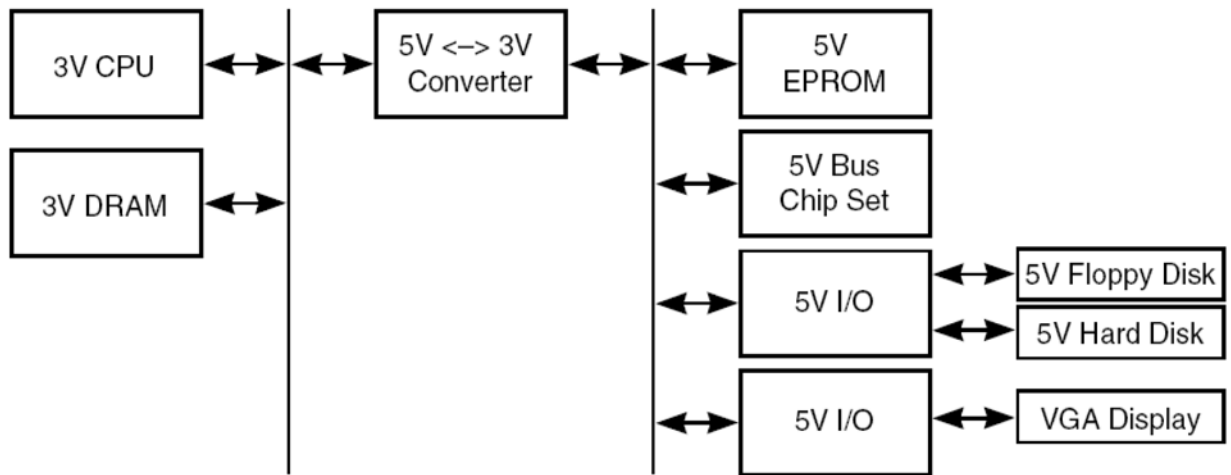 3V CPU
5V <–> 3V
Converter
5V
EPROM
3V DRAM
5V Bus
Chip Set
5V I/O
5V Floppy Disk
5V Hard Disk
5V I/O
VGA Display